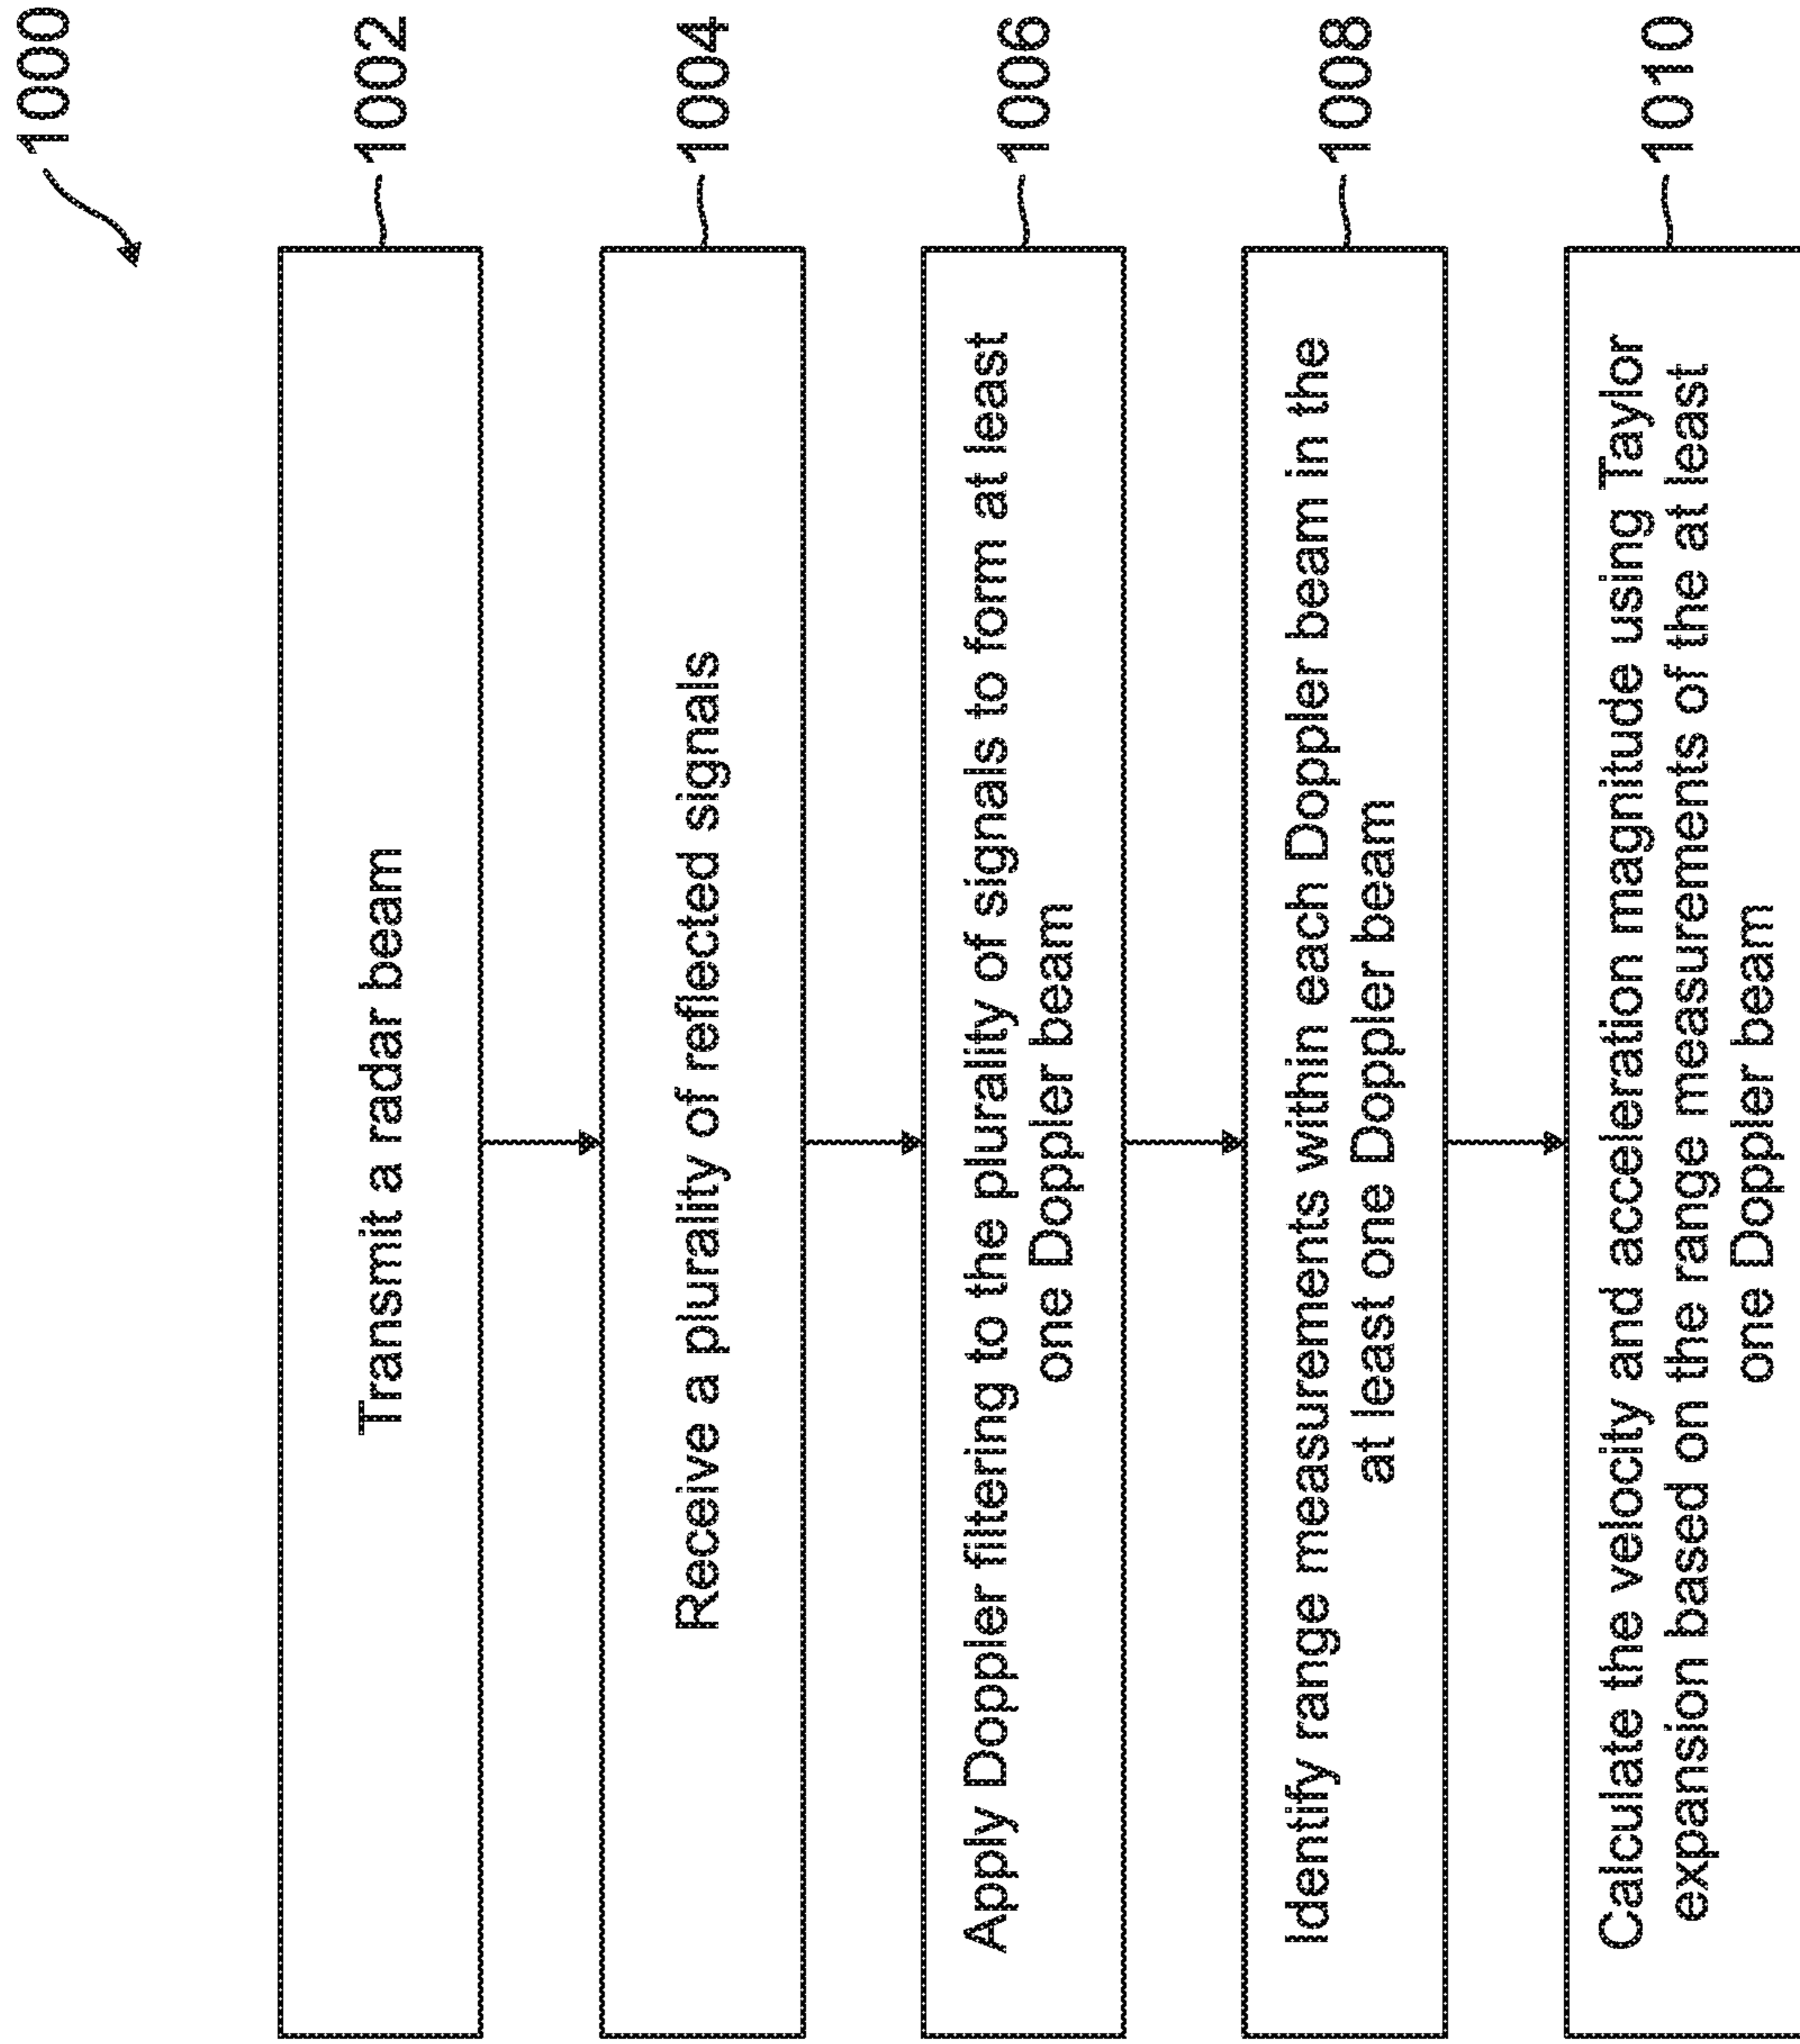 1000
Transmit a radar beam
1002
Receive a plurality of reflected signals
1004
Apply Doppler filtering to the plurality of signals to form at least
one Doppler beam
1006
Identify range measurements within each Doppler beam in the
at least one Doppler beam
1008
Calculate the velocity and acceleration magnitude using Taylor
expansion based on the range measurements of the at least
one Doppler beam
1010